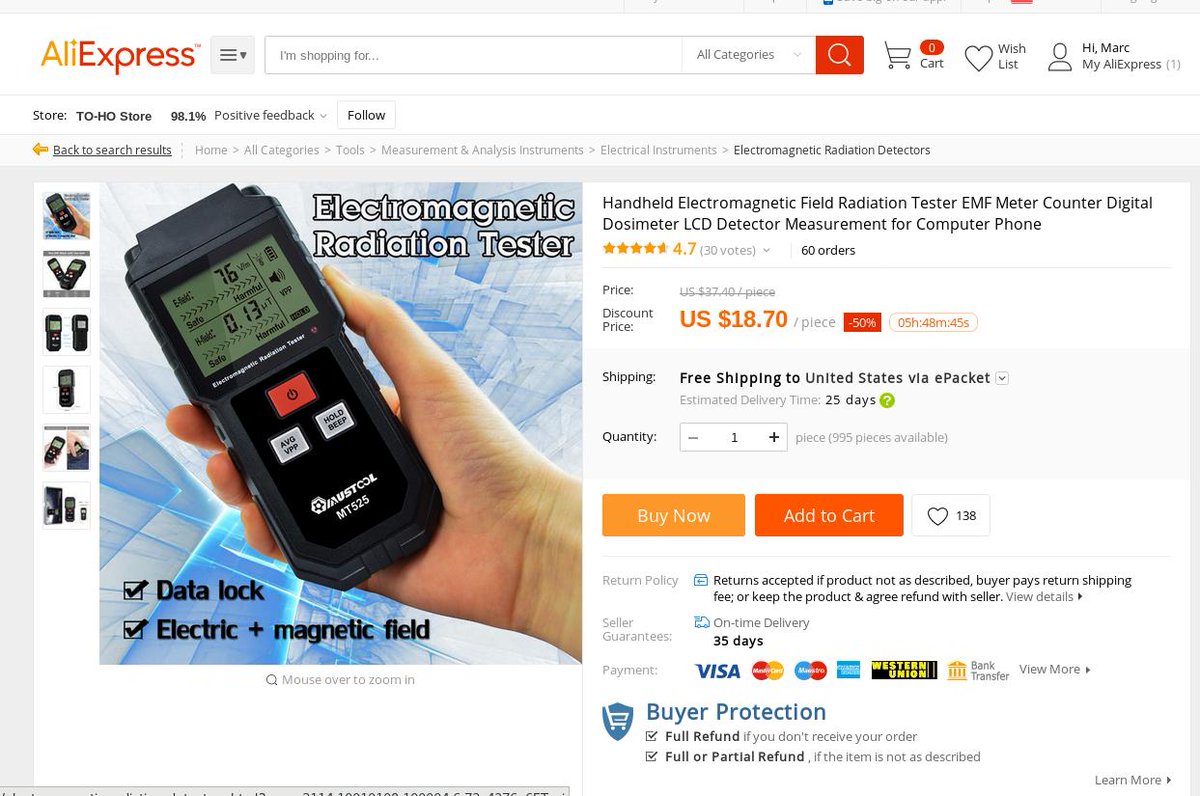 AliExpress™
I'm shopping for...
All Categories
0
Cart
Wish
List
Hi, Marc
My AliExpress (1)
Store: TO-HO Store 98.1% Positive feedback Follow
Back to search results Home > All Categories > Tools > Measurement & Analysis Instruments > Electrical Instruments > Electromagnetic Radiation Detectors
Electromagnetic
Radiation Tester
E-field:
76 V/m
Safe Harmful
VPP
H-field:
0.13 μT
Safe Harmful HOLD
Electromagnetic Radiation Tester
HOLD
BEEP
AVG
VPP
MUSTOOL
MT525
Data lock
Electric + magnetic field
Mouse over to zoom in
Handheld Electromagnetic Field Radiation Tester EMF Meter Counter Digital
Dosimeter LCD Detector Measurement for Computer Phone
4.7 (30 votes) 60 orders
Price: US $37.40 / piece
Discount
Price:
US $18.70 / piece -50% 05h:48m:45s
Shipping: Free Shipping to United States via ePacket
Estimated Delivery Time: 25 days ?
Quantity: – 1 + piece (995 pieces available)
Buy Now Add to Cart 138
Return Policy Returns accepted if product not as described, buyer pays return shipping
fee; or keep the product & agree refund with seller. View details
Seller
Guarantees:
On-time Delivery
35 days
Payment: VISA MasterCard Maestro WESTERN UNION Bank Transfer View More
Buyer Protection
Full Refund if you don't receive your order
Full or Partial Refund , if the item is not as described
Learn More